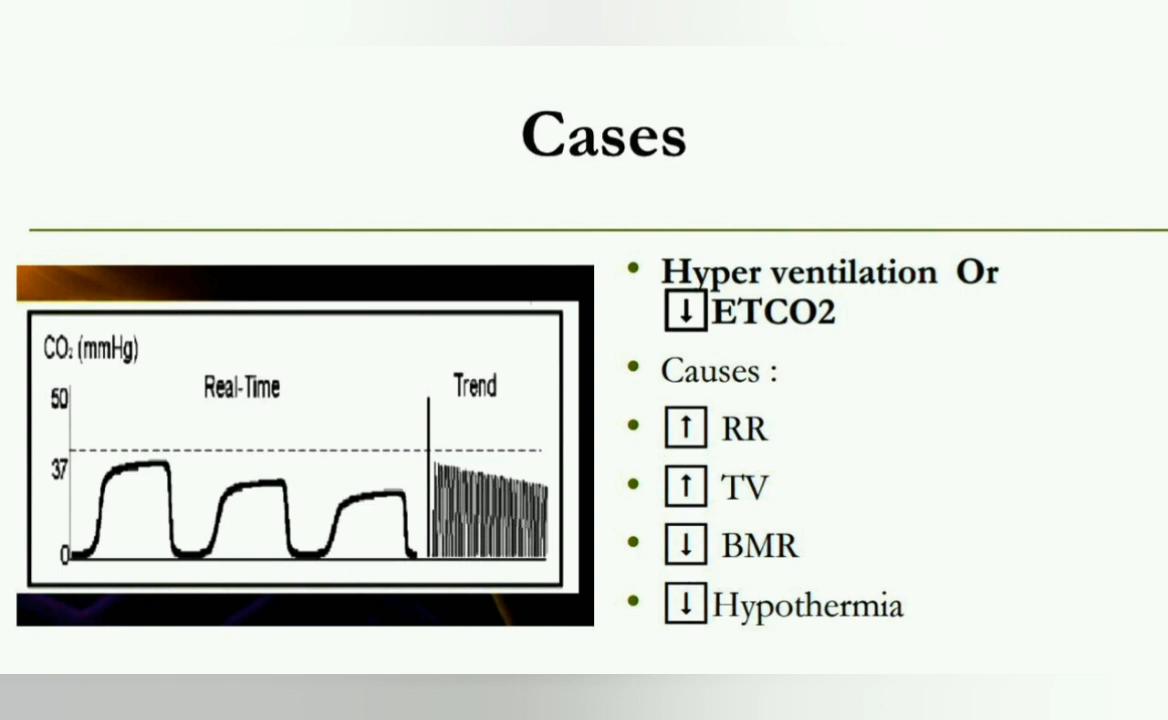 Cases
CO₂ (mmHg)
Real-Time
Trend
50
37
0
• Hyper ventilation Or
↓ETCO2
• Causes :
• ↑ RR
• ↑ TV
• ↓ BMR
• ↓Hypothermia